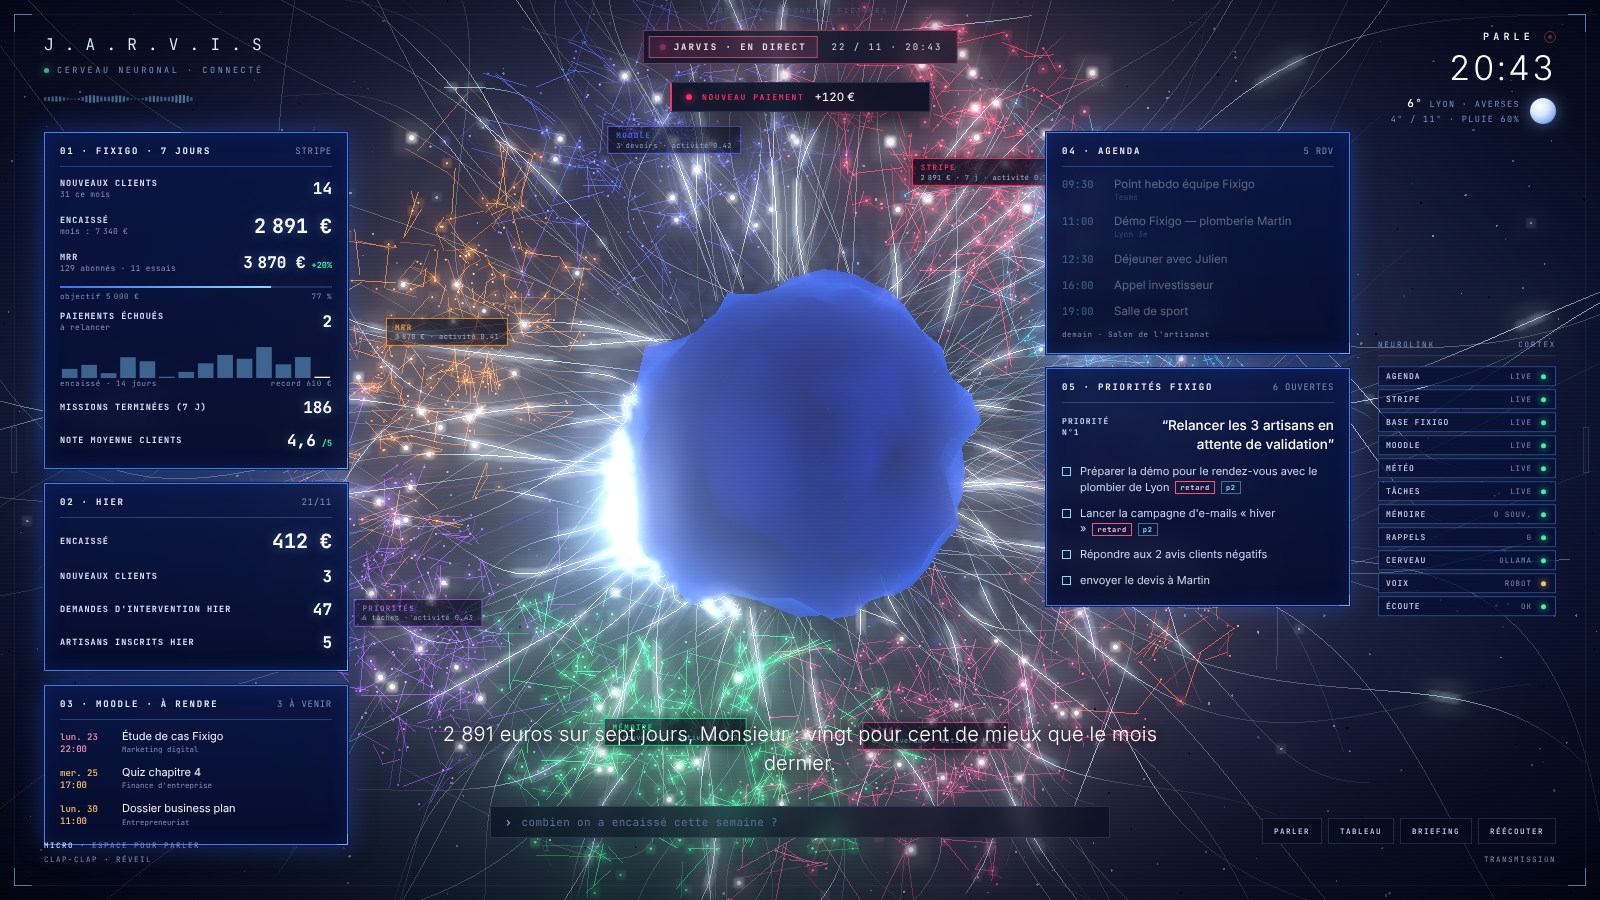 J.A.R.V.I.S
CERVEAU NEURONAL · CONNECTÉ
JARVIS · EN DIRECT
22 / 11 · 20:43
NOUVEAU PAIEMENT +120 €
PARLE
20:43
6° LYON · AVERSES
4° / 11° · PLUIE 60%
01 · FIXIGO · 7 JOURS STRIPE
NOUVEAUX CLIENTS 14
31 ce mois
ENCAISSÉ 2 891 €
mois : 7 340 €
MRR 3 870 € +20%
129 abonnés · 11 essais
objectif 5 000 € 77 %
PAIEMENTS ÉCHOUÉS 2
à relancer
encaissé · 14 jours record 610 €
MISSIONS TERMINÉES (7 J) 186
NOTE MOYENNE CLIENTS 4,6 /5
02 · HIER 21/11
ENCAISSÉ 412 €
NOUVEAUX CLIENTS 3
DEMANDES D'INTERVENTION HIER 47
ARTISANS INSCRITS HIER 5
03 · MOODLE · À RENDRE 3 À VENIR
lun. 23 Étude de cas Fixigo
22:00 Marketing digital
mer. 25 Quiz chapitre 4
17:00 Finance d'entreprise
lun. 30 Dossier business plan
11:00 Entrepreneuriat
MICRO · ESPACE POUR PARLER
CLAP-CLAP · RÉVEIL
MOODLE
3 devoirs · activité 0.42
STRIPE
2 891 € · 7 j · activité
MRR
3 870 € · activité 0.41
PRIORITÉS
6 tâches · activité 0.43
MÉMOIRE
2 891 euros sur sept jours, Monsieur : vingt pour cent de mieux que le mois
dernier.
› combien on a encaissé cette semaine ?
04 · AGENDA 5 RDV
09:30 Point hebdo équipe Fixigo
Teams
11:00 Démo Fixigo — plomberie Martin
Lyon 3e
12:30 Déjeuner avec Julien
16:00 Appel investisseur
19:00 Salle de sport
demain · Salon de l'artisanat
05 · PRIORITÉS FIXIGO 6 OUVERTES
PRIORITÉ
N°1
“Relancer les 3 artisans en
attente de validation”
Préparer la démo pour le rendez-vous avec le
plombier de Lyon retard p2
Lancer la campagne d'e-mails « hiver
» retard p2
Répondre aux 2 avis clients négatifs
envoyer le devis à Martin
NEUROLINK CORTEX
AGENDA LIVE
STRIPE LIVE
BASE FIXIGO LIVE
MOODLE LIVE
MÉTÉO LIVE
TÂCHES LIVE
MÉMOIRE 0 SOUV.
RAPPELS 0
CERVEAU OLLAMA
VOIX ROBOT
ÉCOUTE OK
PARLER TABLEAU BRIEFING RÉÉCOUTER
TRANSMISSION